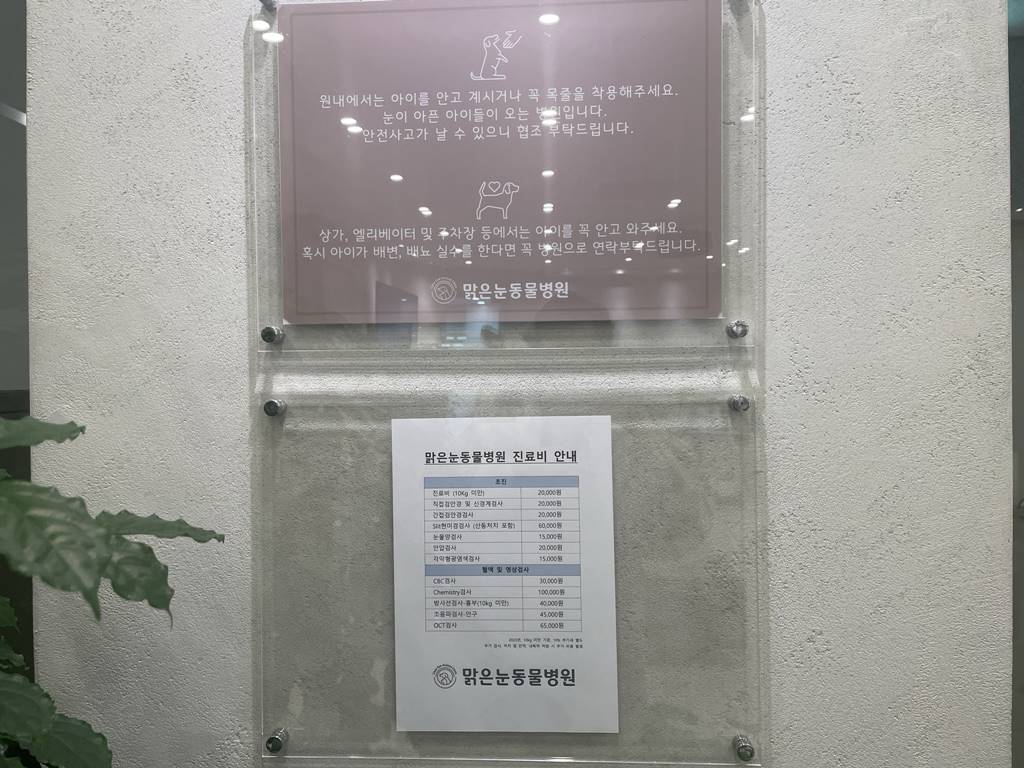 원내에서는 아이를 안고 계시거나 꼭 목줄을 착용해주세요.
눈이 아픈 아이들이 오는 병원입니다.
안전사고가 날 수 있으니 협조 부탁드립니다.
상가, 엘리베이터 및 주차장 등에서는 아이를 꼭 안고 와주세요.
혹시 아이가 배변, 배뇨 실수를 한다면 꼭 병원으로 연락부탁드립니다.
맑은눈동물병원
맑은눈동물병원 진료비 안내
초진
진료비 (10Kg 미만) 20,000원
직접검안경 및 신경계검사 20,000원
간접검안경검사 20,000원
Slit현미경검사 (산동처치 포함) 60,000원
눈물양검사 15,000원
안압검사 20,000원
각막형광염색검사 15,000원
혈액 및 영상검사
CBC검사 30,000원
Chemistry검사 100,000원
방사선검사-흉부(10kg 미만) 40,000원
초음파검사-안구 45,000원
OCT검사 65,000원
10kg 미만 기준, 10% 부가세 별도
맑은눈동물병원